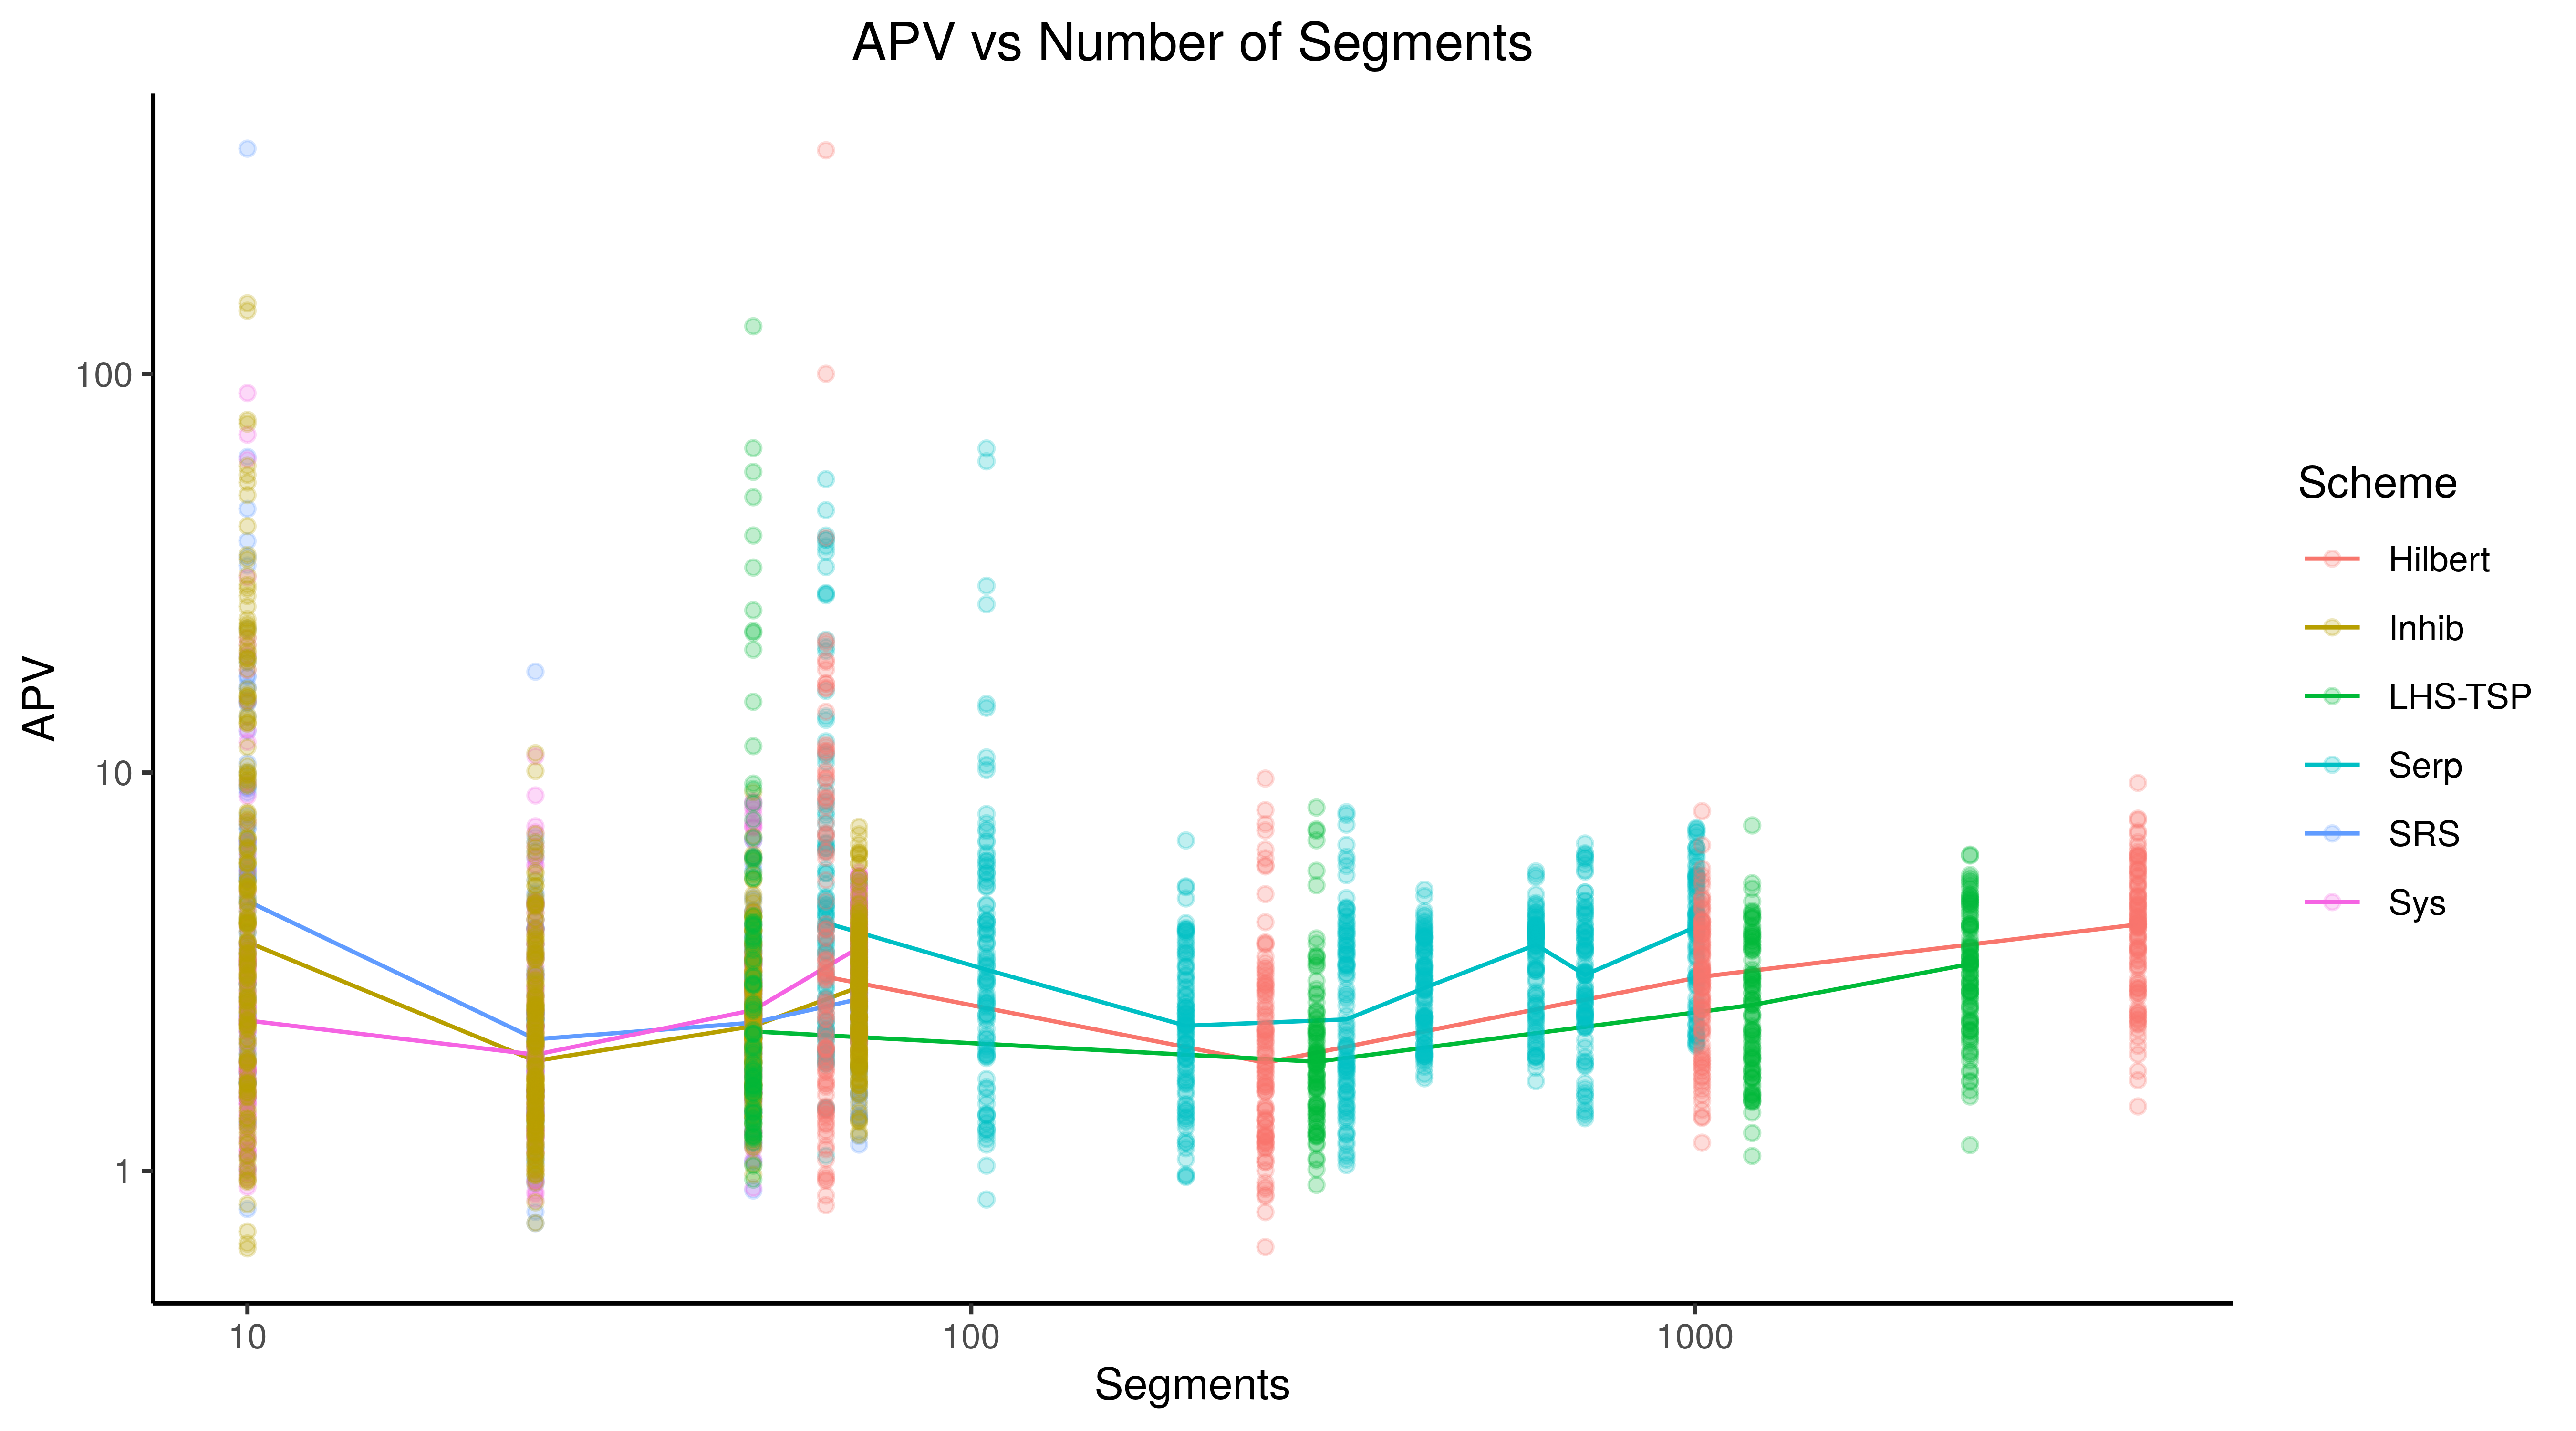 APV vs Number of Segments
APV
100
10
1
10
100
1000
Segments
Scheme
Hilbert
Inhib
LHS-TSP
Serp
SRS
Sys